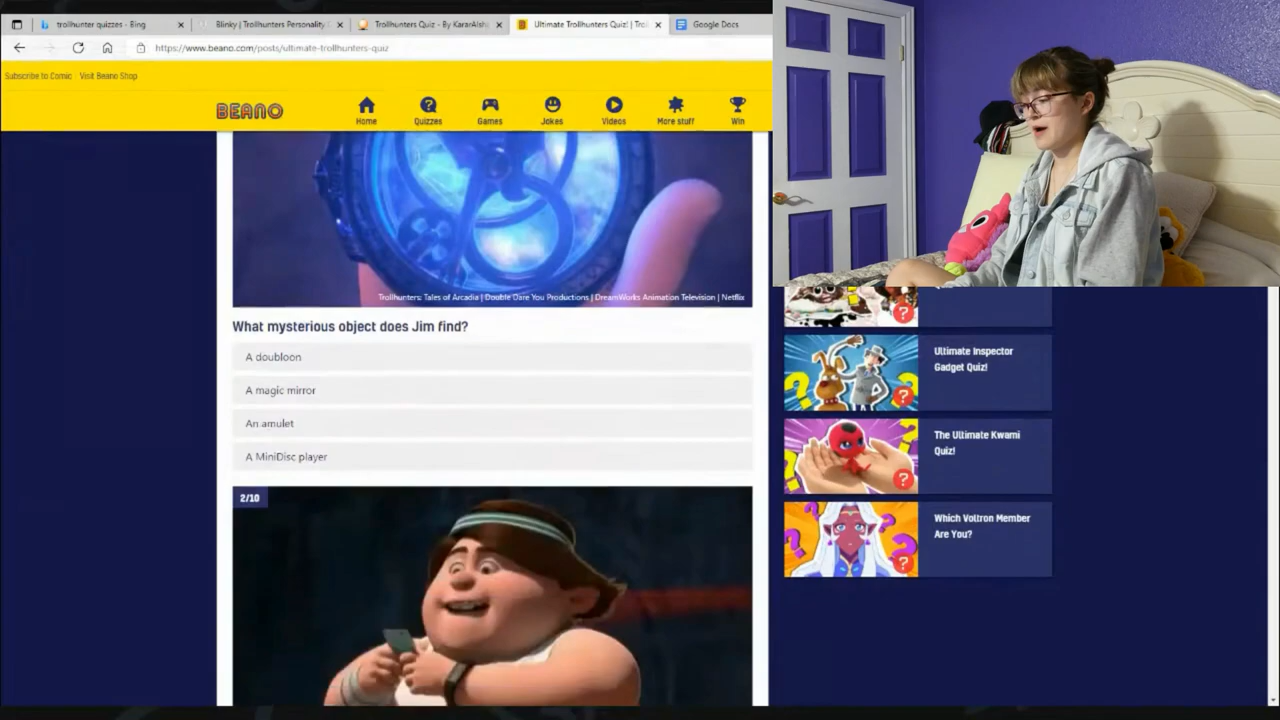 trollhunter quizzes - Bing
Blinky | Trollhunters Personality
Trollhunters Quiz - By KararAlsha
Ultimate Trollhunters Quiz! | Trol
Google Docs
https://www.beano.com/posts/ultimate-trollhunters-quiz
Subscribe to Comic Visit Beano Shop
BEANO
Home
Quizzes
Games
Jokes
Videos
More stuff
Win
Trollhunters: Tales of Arcadia | Double Dare You Productions | DreamWorks Animation Television | Netflix
What mysterious object does Jim find?
A doubloon
A magic mirror
An amulet
A MiniDisc player
2/10
Ultimate Inspector
Gadget Quiz!
The Ultimate Kwami
Quiz!
Which Voltron Member
Are You?